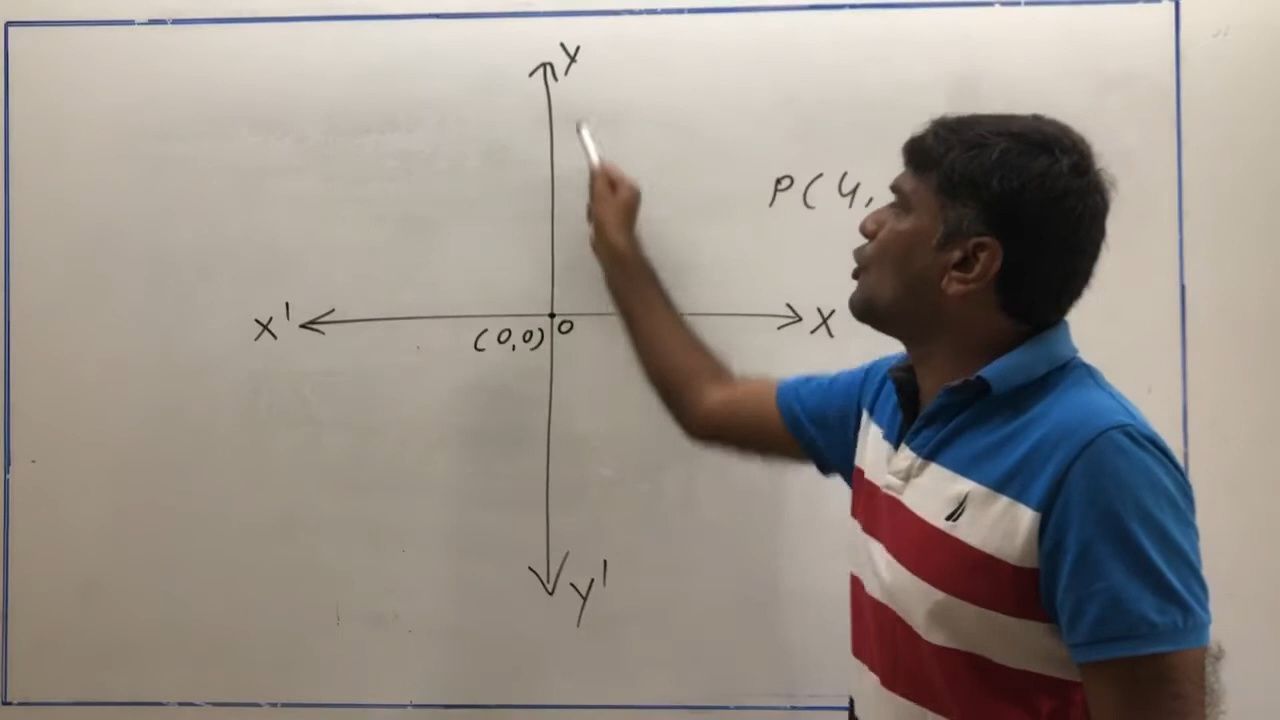 Y
P(4,
X'
X
(0,0) O
Y'